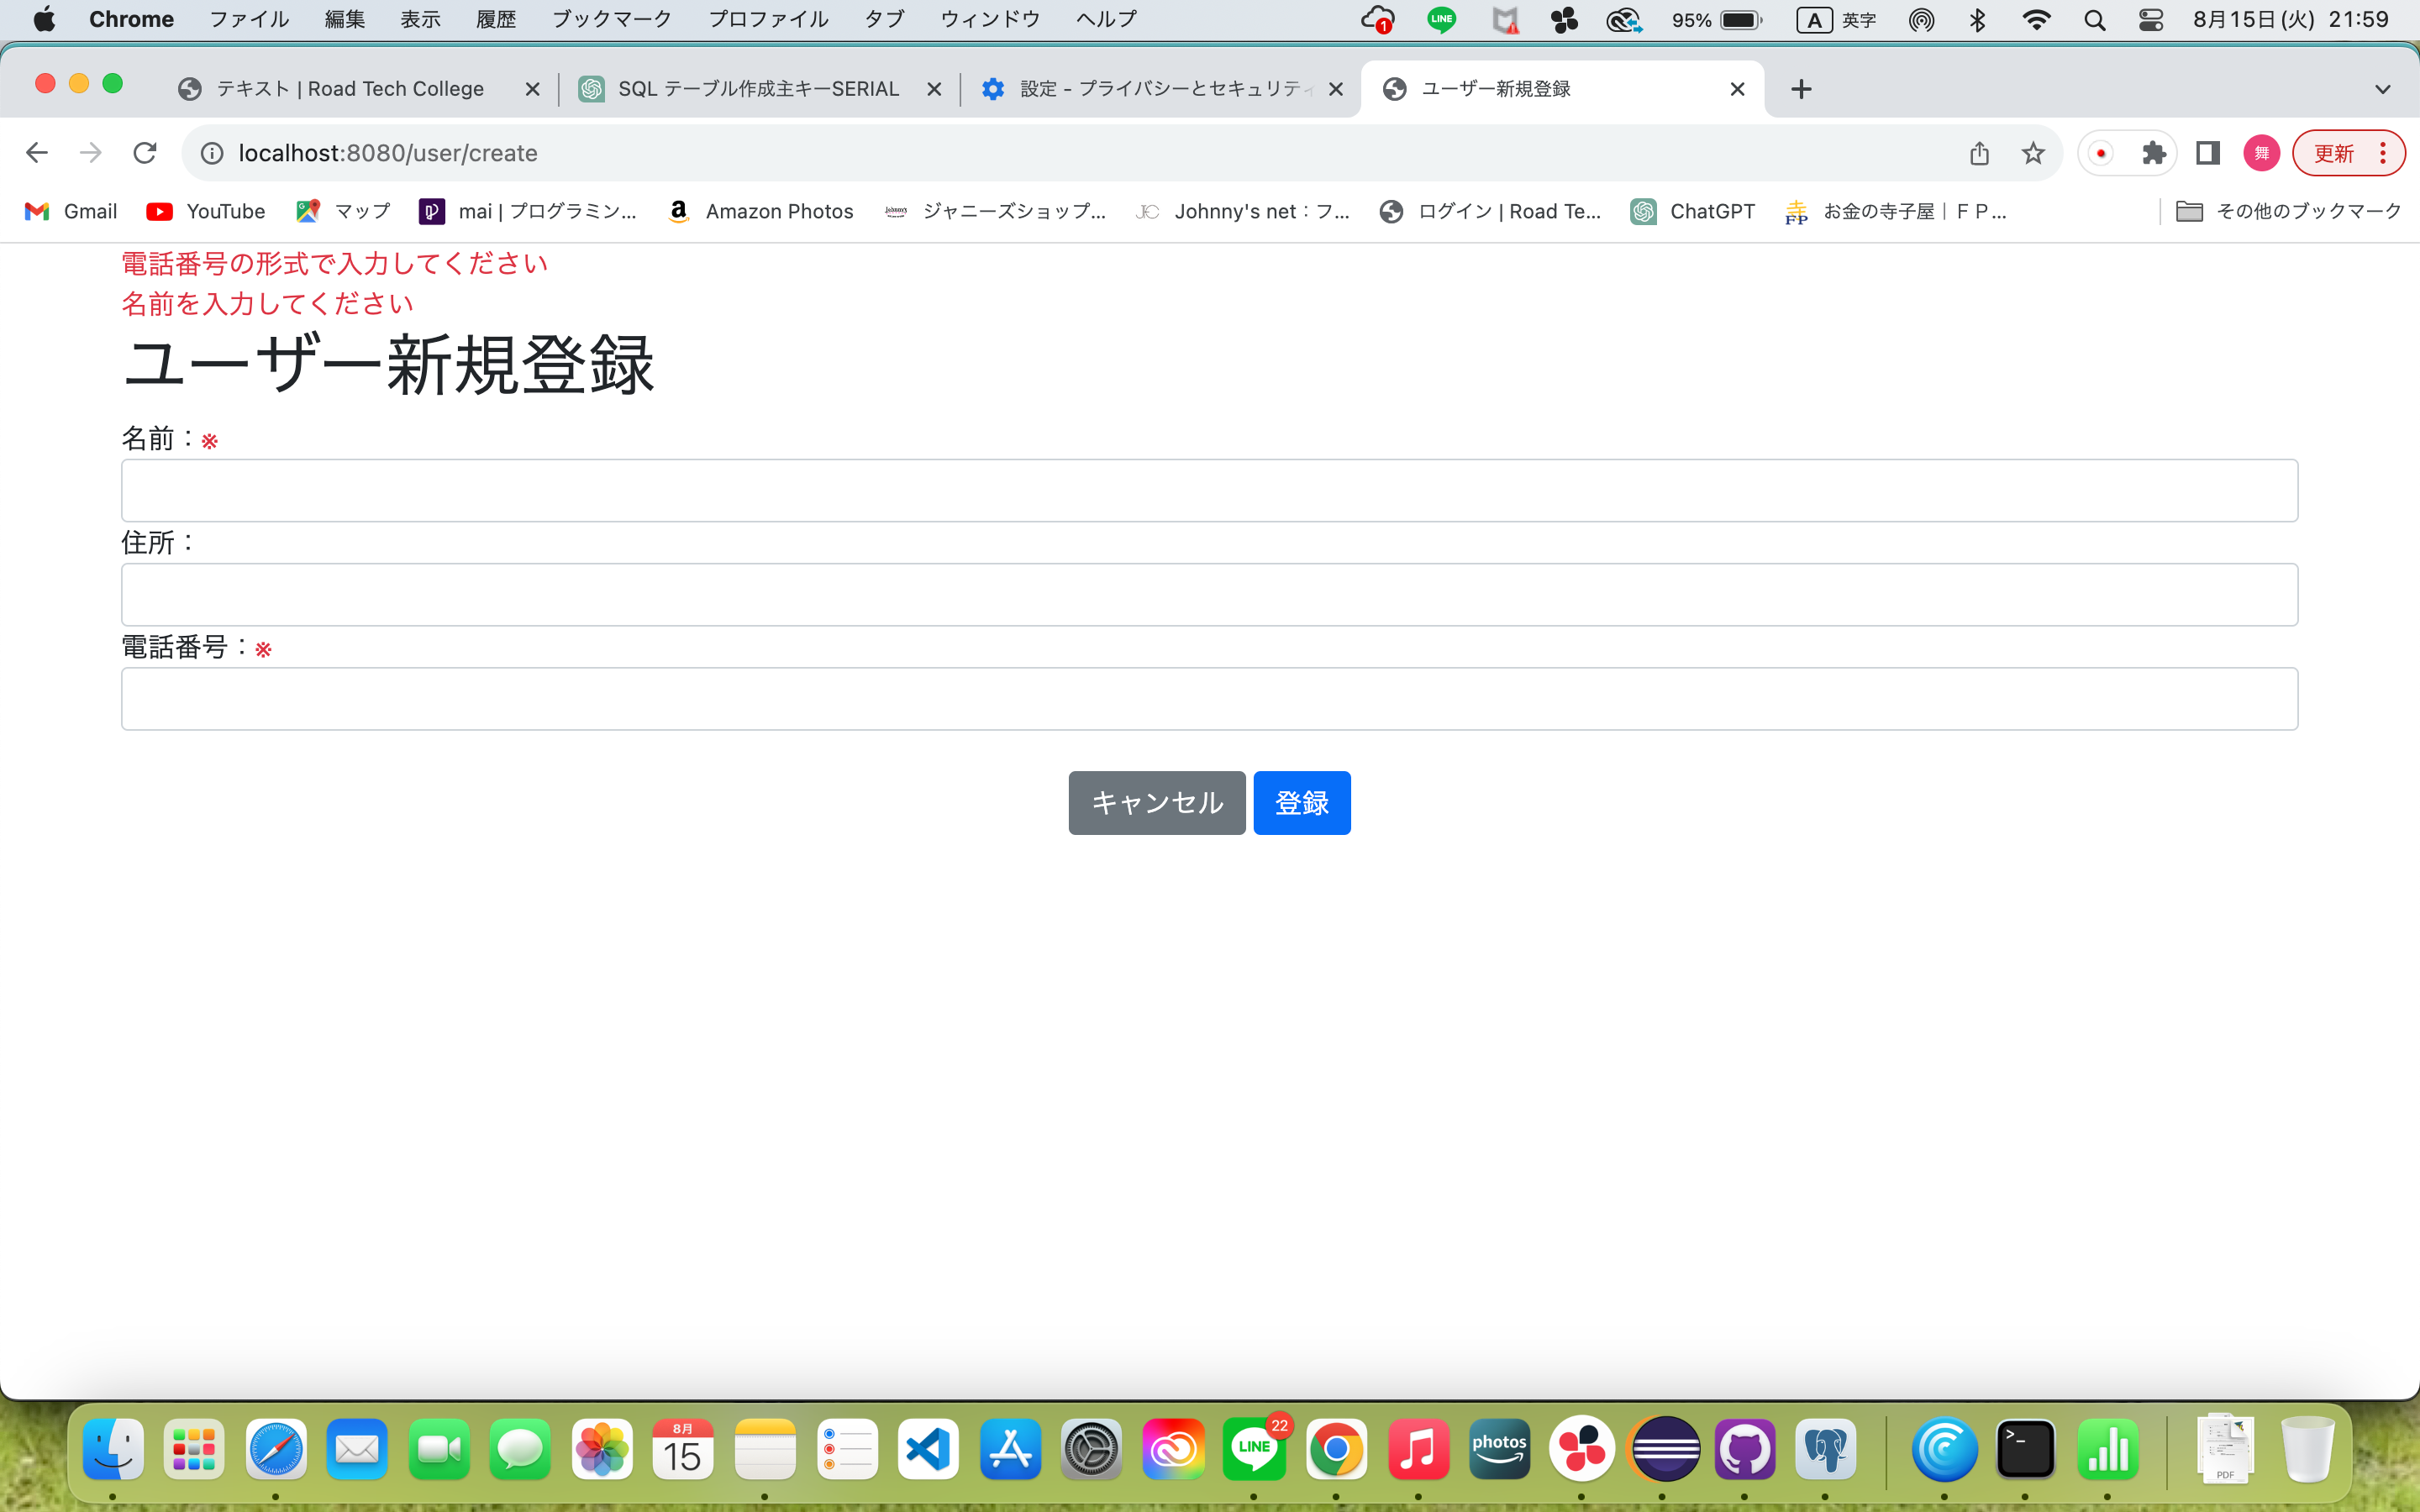 Chrome ファイル 編集 表示 履歴 ブックマーク プロファイル タブ ウィンドウ ヘルプ 1 LINE 95% A 英字 8月15日(火) 21:59
テキスト | Road Tech College SQL テーブル作成主キーSERIAL 設定 - プライバシーとセキュリティ ユーザー新規登録
localhost:8080/user/create 舞 更新
Gmail YouTube マップ mai | プログラミン... Amazon Photos ジャニーズショップ... Johnny's net：フ... ログイン | Road Te... ChatGPT お金の寺子屋｜ＦＰ... その他のブックマーク
電話番号の形式で入力してください
名前を入力してください
ユーザー新規登録
名前：※
住所：
電話番号：※
キャンセル 登録
8月 15 LINE 22 photos >_ PDF